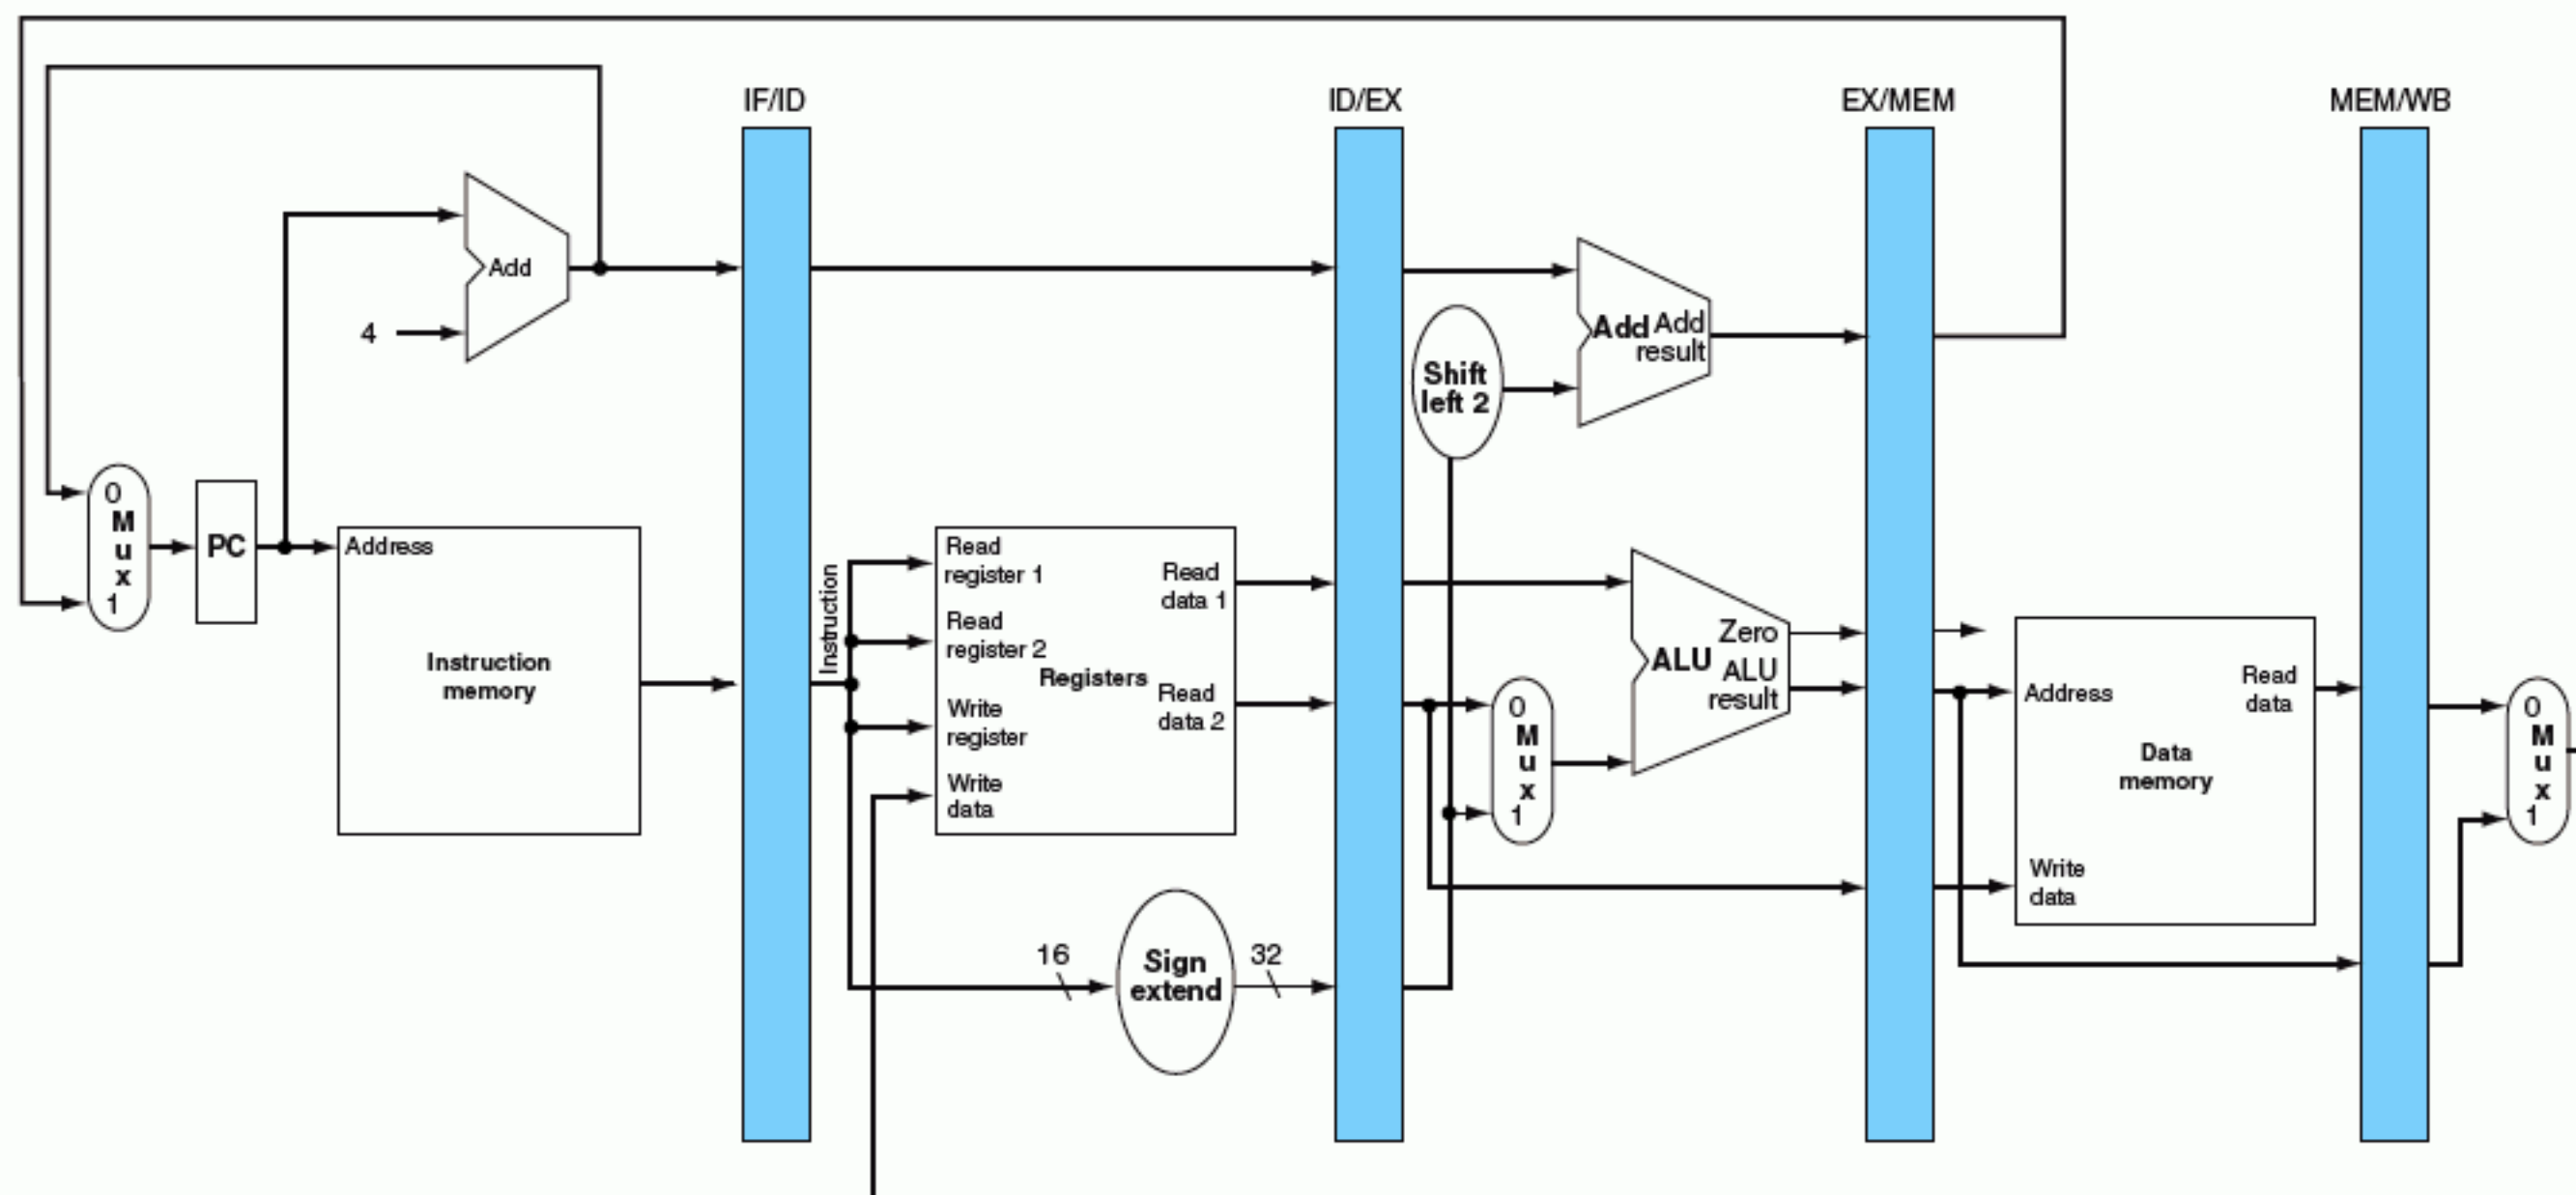 IF/ID
ID/EX
EX/MEM
MEM/WB
Add
4
Add Add
result
Shift
left 2
0
M
u
x
1
PC
Address
Instruction
memory
Instruction
Read
register 1
Read
register 2
Write
register
Write
data
Registers
Read
data 1
Read
data 2
16
Sign
extend
32
0
M
u
x
1
Zero
ALU ALU
result
Address
Read
data
Data
memory
Write
data
0
M
u
x
1